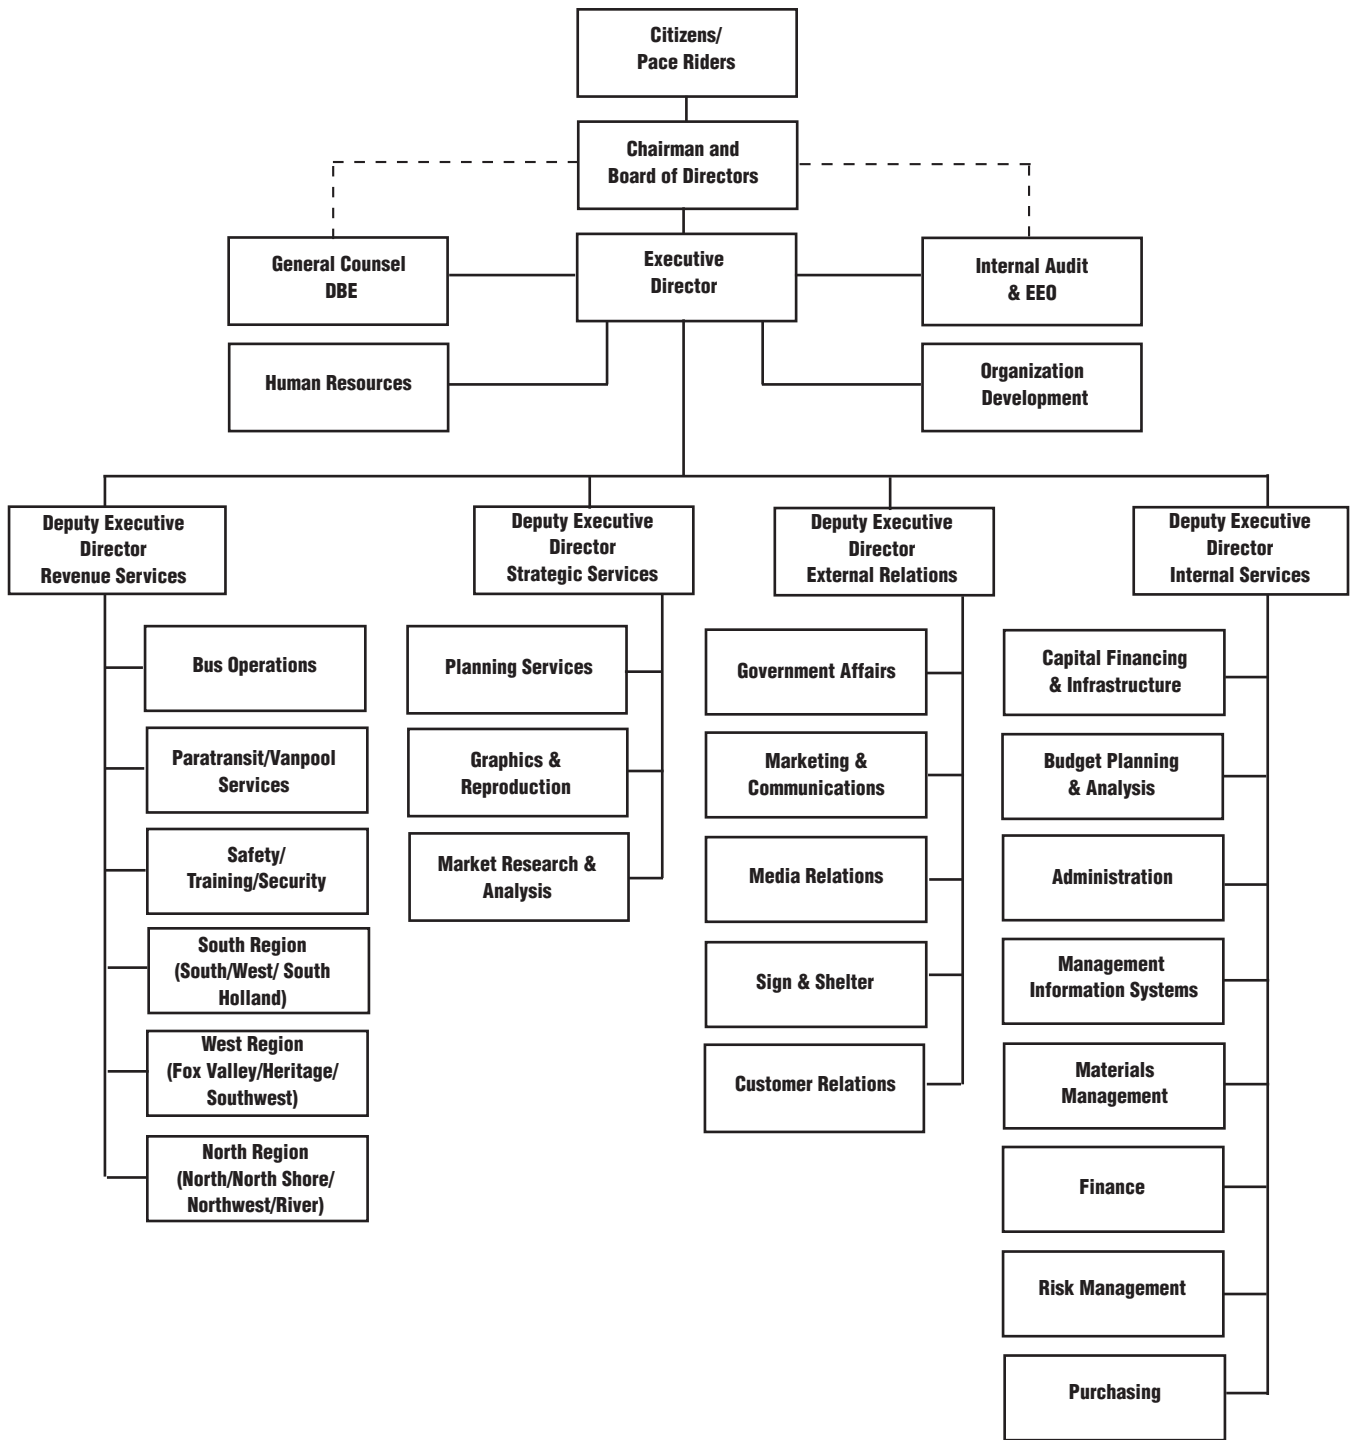 Citizens/
Pace Riders
Chairman and
Board of Directors
General Counsel
DBE
Executive
Director
Internal Audit
& EEO
Human Resources
Organization
Development
Deputy Executive
Director
Revenue Services
Deputy Executive
Director
Strategic Services
Deputy Executive
Director
External Relations
Deputy Executive
Director
Internal Services
Bus Operations
Paratransit/Vanpool
Services
Safety/
Training/Security
South Region
(South/West/ South
Holland)
West Region
(Fox Valley/Heritage/
Southwest)
North Region
(North/North Shore/
Northwest/River)
Planning Services
Graphics &
Reproduction
Market Research &
Analysis
Government Affairs
Marketing &
Communications
Media Relations
Sign & Shelter
Customer Relations
Capital Financing
& Infrastructure
Budget Planning
& Analysis
Administration
Management
Information Systems
Materials
Management
Finance
Risk Management
Purchasing